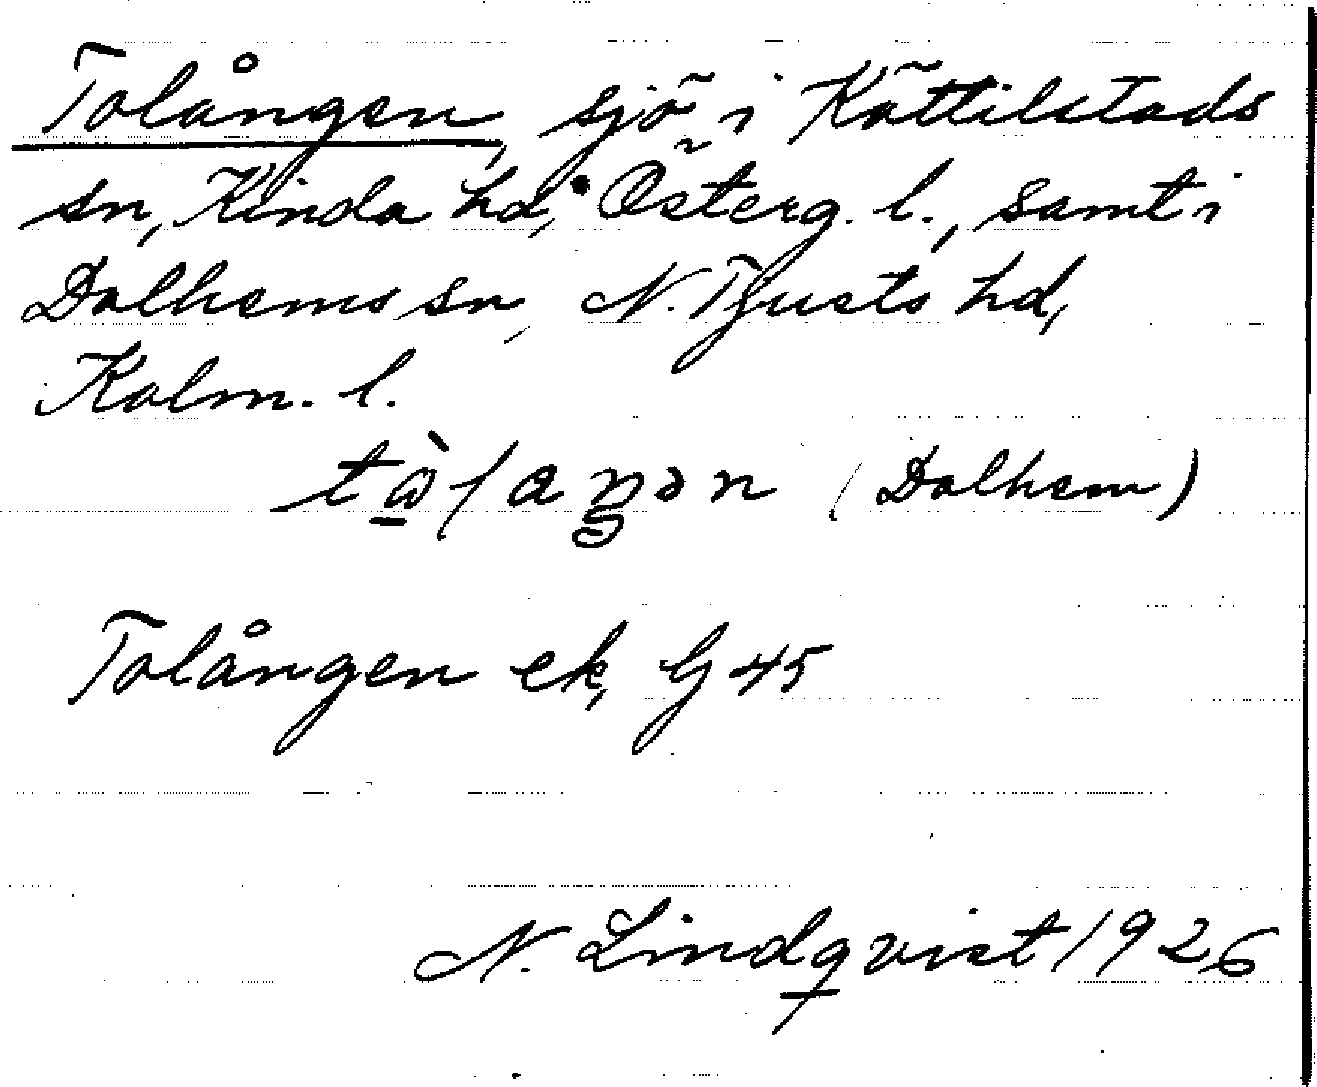 Tolången, sjö i Kättilstads
sn, Kinda hd, Österg. l., samt i
Dalhems sn, N. Tjusts hd,
Kalm. l.
(Dalhem)
Tolången ek, G 45
N. Lindqvist 1926